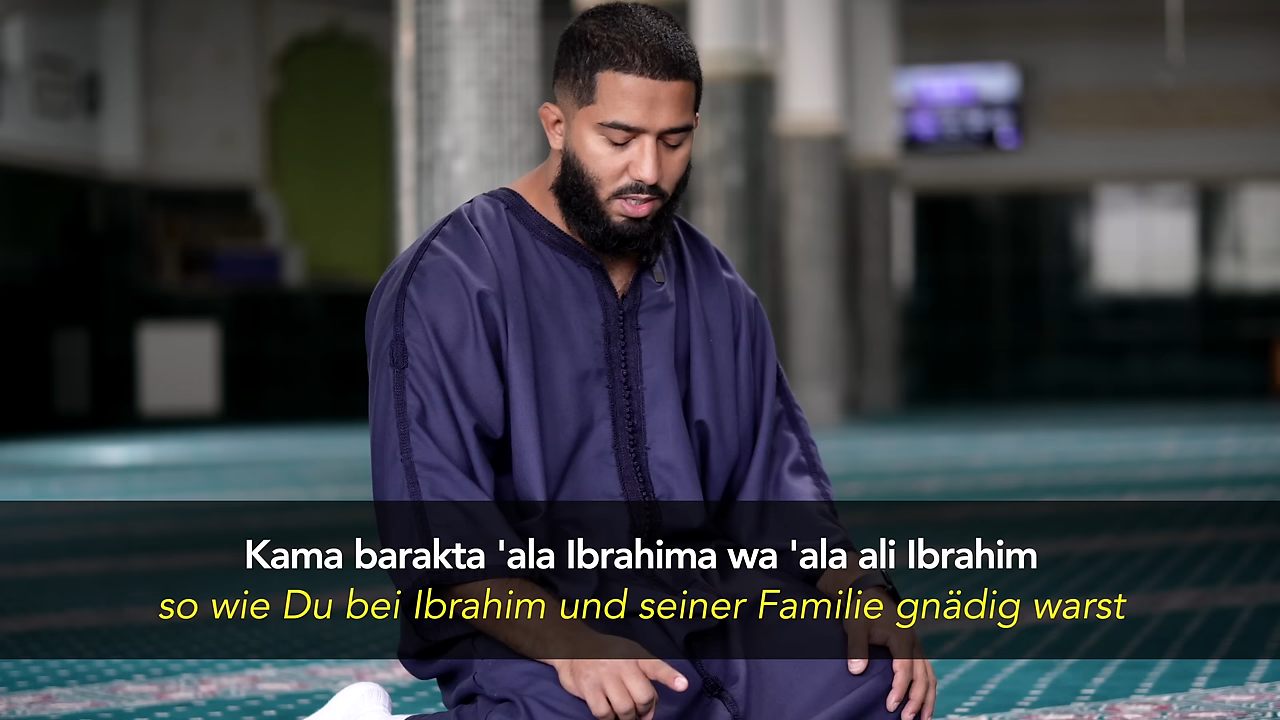 Kama barakta 'ala Ibrahima wa 'ala ali Ibrahim
so wie Du bei Ibrahim und seiner Familie gnädig warst